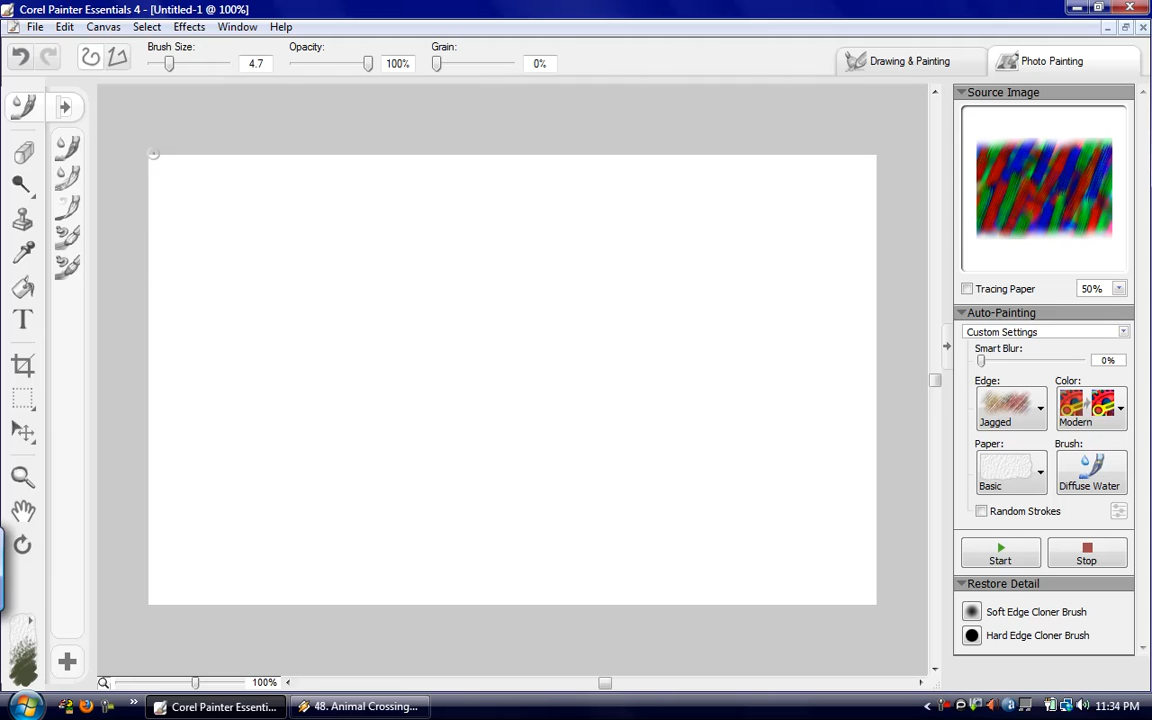 Corel Painter Essentials 4 - [Untitled-1 @ 100%]
File Edit Canvas Select Effects Window Help
Brush Size: 4.7 Opacity: 100% Grain: 0%
Drawing & Painting
Photo Painting
Source Image
Tracing Paper 50%
Auto-Painting
Custom Settings
Smart Blur:
0%
Edge: Color:
Jagged Modern
Paper: Brush:
Basic Diffuse Water
Random Strokes
Start Stop
Restore Detail
Soft Edge Cloner Brush
Hard Edge Cloner Brush
T
100%
Corel Painter Essenti...
48. Animal Crossing...
11:34 PM